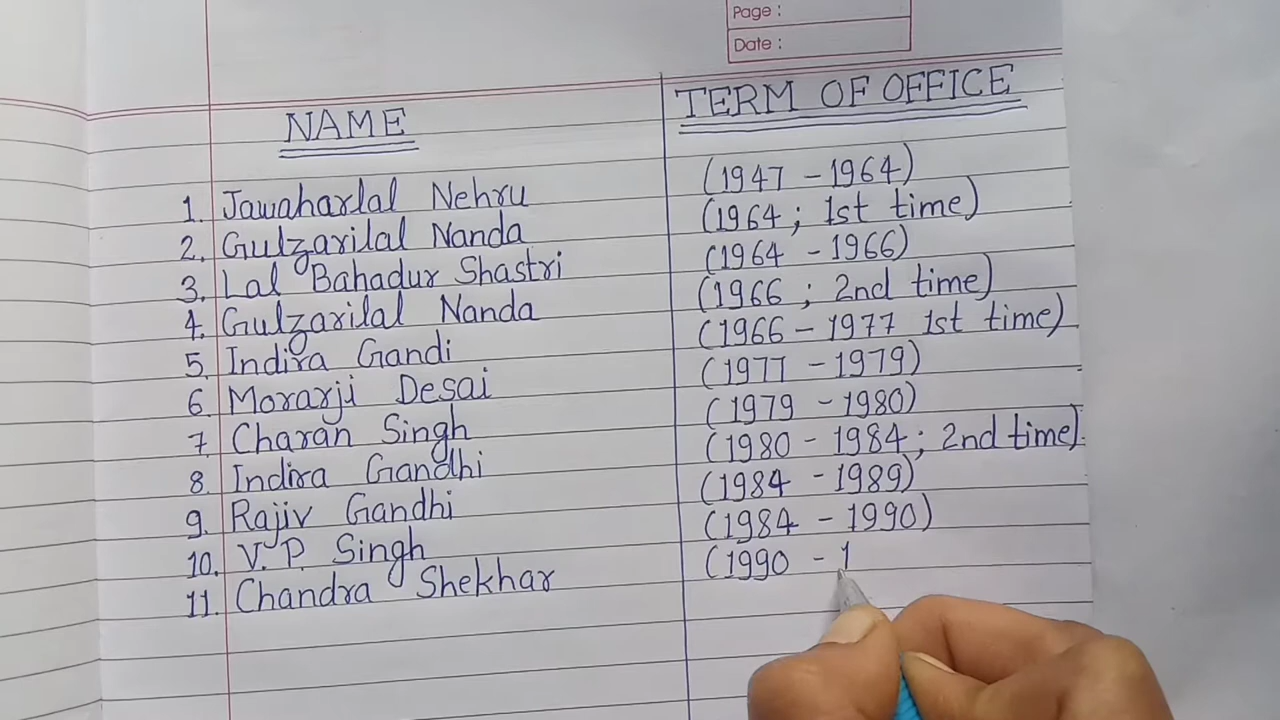 Page :
Date :
NAME TERM OF OFFICE
1. Jawaharlal Nehru (1947 - 1964)
2. Gulzarilal Nanda (1964 ; 1st time)
3. Lal Bahadur Shastri (1964 - 1966)
4. Gulzarilal Nanda (1966 ; 2nd time)
5. Indira Gandi (1966 - 1977 1st time)
6. Morarji Desai (1977 - 1979)
7. Charan Singh (1979 - 1980)
8. Indira Gandhi (1980 - 1984 ; 2nd time)
9. Rajiv Gandhi (1984 - 1989)
10. V. P. Singh (1984 - 1990)
11. Chandra Shekhar (1990 - 1